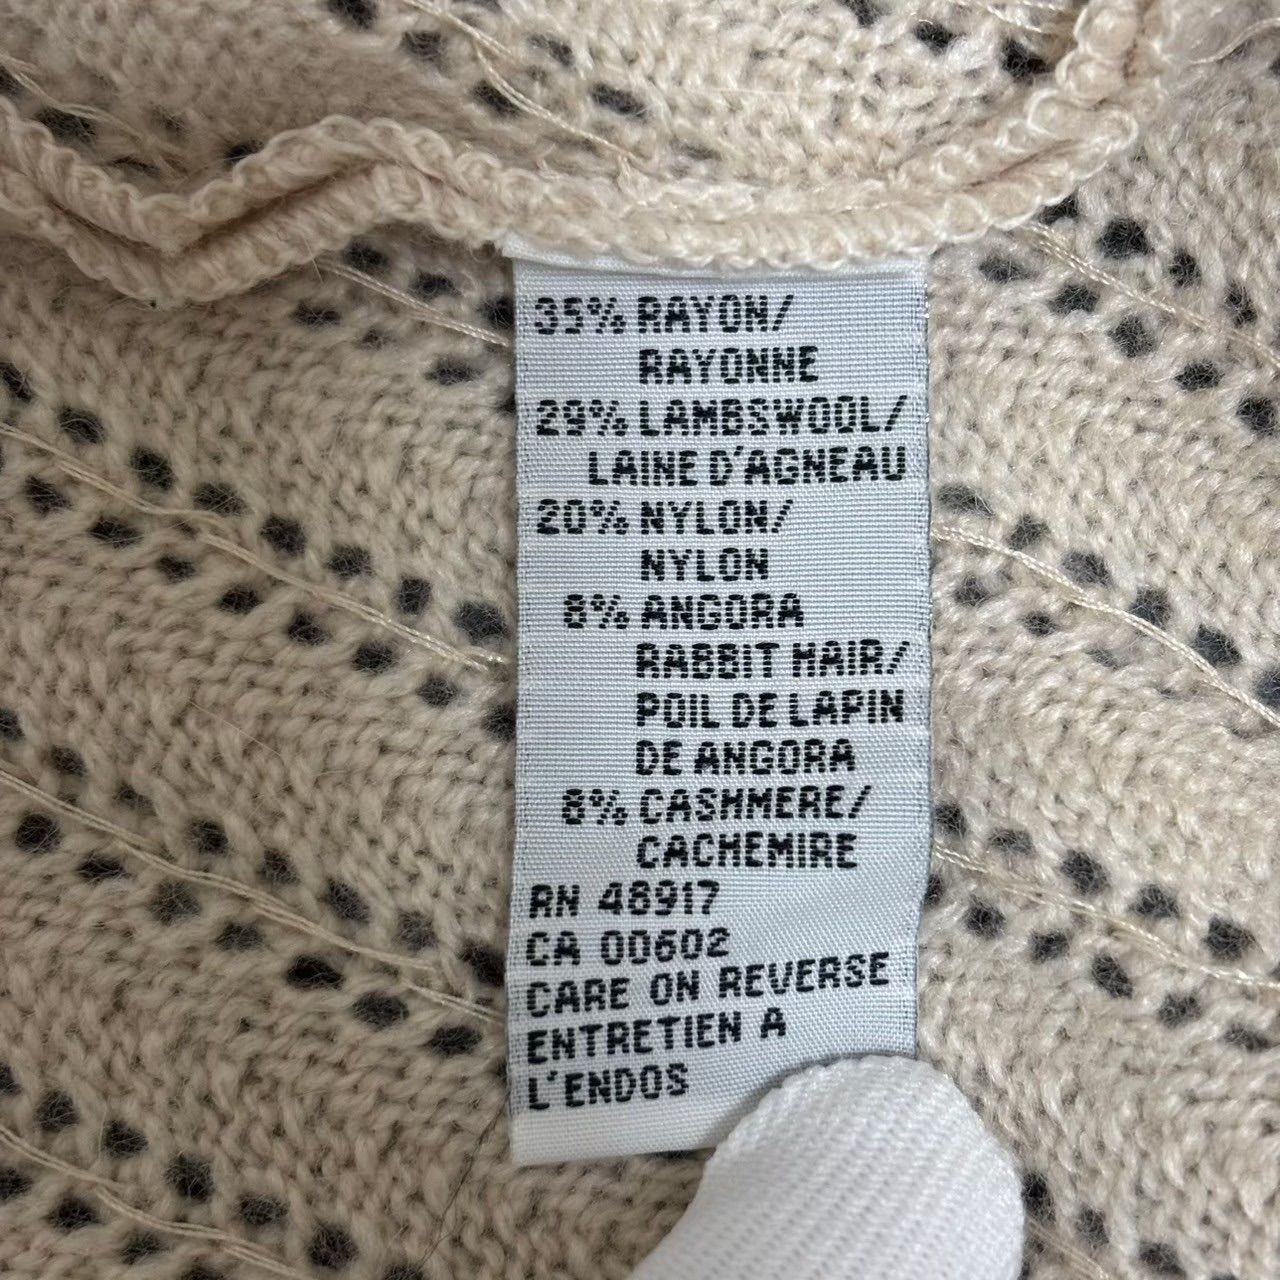 35% RAYON/
RAYONNE
29% LAMBSWOOL/
LAINE D'AGNEAU
20% NYLON/
NYLON
8% ANGORA
RABBIT HAIR/
POIL DE LAPIN
DE ANGORA
8% CASHMERE/
CACHEMIRE
RN 48917
CA 00602
CARE ON REVERSE
ENTRETIEN A
L'ENDOS